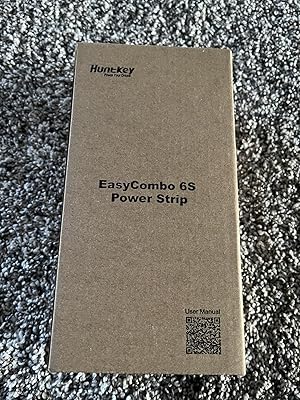 Huntkey
Power Your Dream
EasyCombo 6S
Power Strip
User Manual